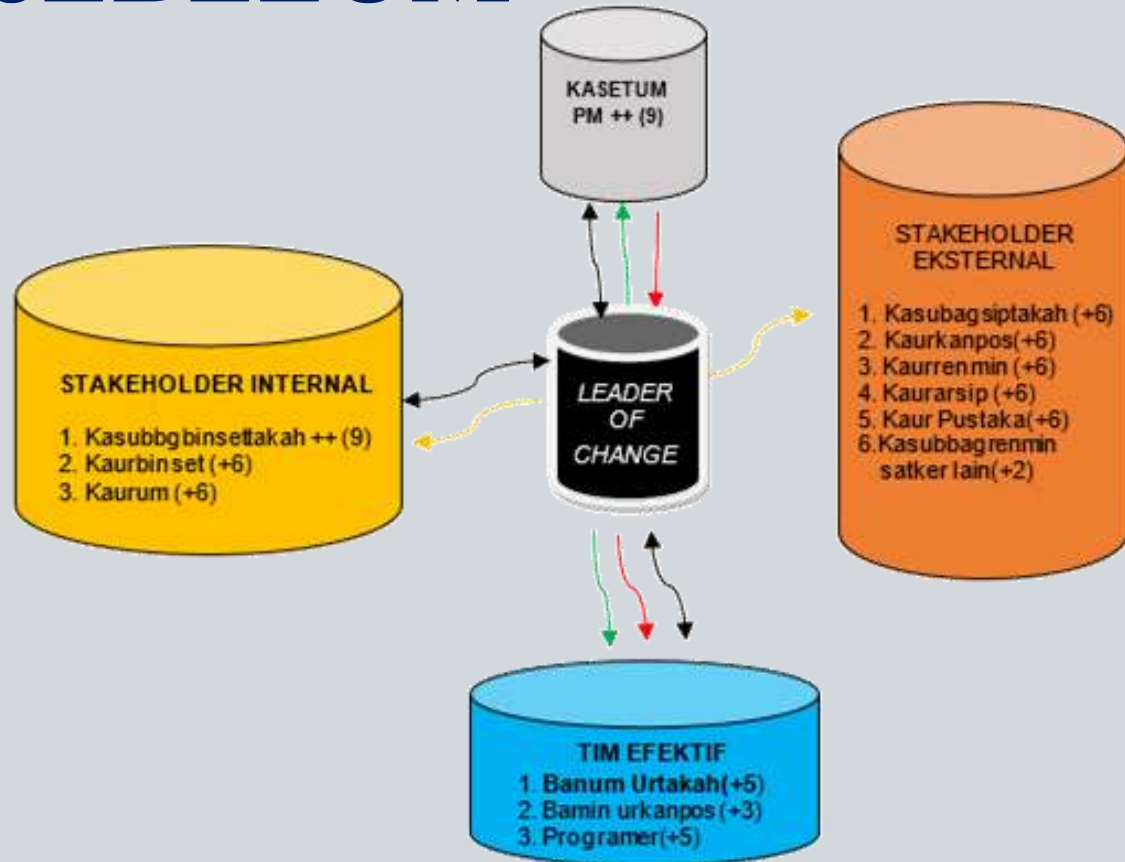 KASETUM
PM ++ (9)
STAKEHOLDER
EKSTERNAL
1. Kasubagsiptakah (+6)
2. Kaurkanpos(+6)
3. Kaurrenmin (+6)
4. Kaurarsip (+6)
5. Kaur Pustaka(+6)
6.Kasubbagrenmin
satker lain(+2)
STAKEHOLDER INTERNAL
1. Kasubbgbinsettakah ++ (9)
2. Kaurbinset (+6)
3. Kaurum (+6)
LEADER
OF
CHANGE
TIM EFEKTIF
1. Banum Urtakah(+5)
2. Bamin urkanpos(+3)
3. Programer(+5)